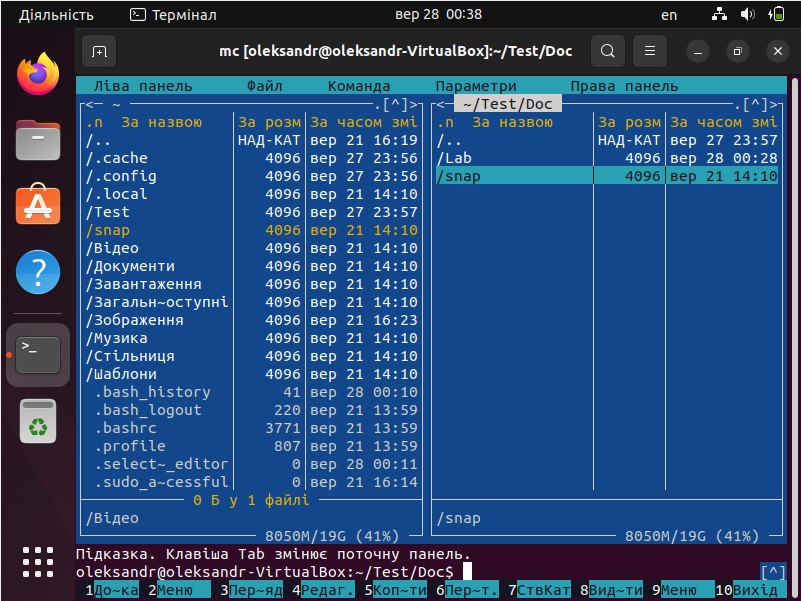 Діяльність Термінал вер 28 00:38 en
mc [oleksandr@oleksandr-VirtualBox]:~/Test/Doc
Ліва панель Файл Команда Параметри Права панель
<— ~ .[^]> <— ~/Test/Doc .[^]>
.n За назвою За розм За часом змі .n За назвою За розм За часом змі
/.. НАД-КАТ вер 21 16:19 /.. НАД-КАТ вер 27 23:57
/.cache 4096 вер 27 23:56 /Lab 4096 вер 28 00:28
/.config 4096 вер 27 23:56 /snap 4096 вер 21 14:10
/.local 4096 вер 21 14:10
/Test 4096 вер 27 23:57
/snap 4096 вер 21 14:10
/Відео 4096 вер 21 14:10
/Документи 4096 вер 21 14:10
/Завантаження 4096 вер 21 14:10
/Загальн~оступні 4096 вер 21 14:10
/Зображення 4096 вер 21 16:23
/Музика 4096 вер 21 14:10
/Стільниця 4096 вер 21 14:10
/Шаблони 4096 вер 21 14:10
.bash_history 41 вер 28 00:10
.bash_logout 220 вер 21 13:59
.bashrc 3771 вер 21 13:59
.profile 807 вер 21 13:59
.select~_editor 0 вер 28 00:11
.sudo_a~cessful 0 вер 21 16:14
0 Б у 1 файлі
/Відео /snap
8050M/19G (41%) 8050M/19G (41%)
Підказка. Клавіша Tab змінює поточну панель.
oleksandr@oleksandr-VirtualBox:~/Test/Doc$ [^]
1До~ка 2Меню 3Пер~яд 4Редаг. 5Коп~ти 6Пер~т. 7СтвКат 8Вид~ти 9Меню 10Вихід